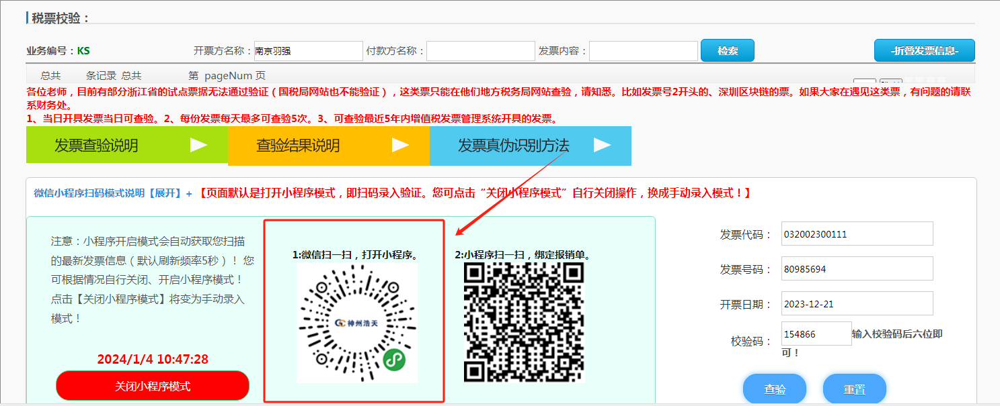 税票校验：
业务编号：KS 开票方名称：南京羽强 付款方名称： 发票内容： 检索 -折叠发票信息-
总共 条记录 总共 第 pageNum 页
各位老师，目前有部分浙江省的试点票据无法通过验证（国税局网站也不能验证），这类票只能在他们地方税务局网站查验，请知悉。比如发票号2开头的、深圳区块链的票。如果大家在遇见这类票，有问题的请联
系财务处。
1、当日开具发票当日可查验。2、每份发票每天最多可查验5次。3、可查验最近5年内增值税发票管理系统开具的发票。
发票查验说明 查验结果说明 发票真伪识别方法
微信小程序扫码模式说明【展开】+ 【页面默认是打开小程序模式，即扫码录入验证。您可点击“关闭小程序模式”自行关闭操作，换成手动录入模式！】
注意：小程序开启模式会自动获取您扫描
的最新发票信息（默认刷新频率5秒）！您
可根据情况自行关闭、开启小程序模式！
点击【关闭小程序模式】将变为手动录入
模式！
2024/1/4 10:47:28
关闭小程序模式
1:微信扫一扫，打开小程序。
神州浩天
2:小程序扫一扫，绑定报销单。
发票代码： 032002300111
发票号码： 80985694
开票日期： 2023-12-21
校验码： 154866 输入校验码后六位即
可！
查验 重置